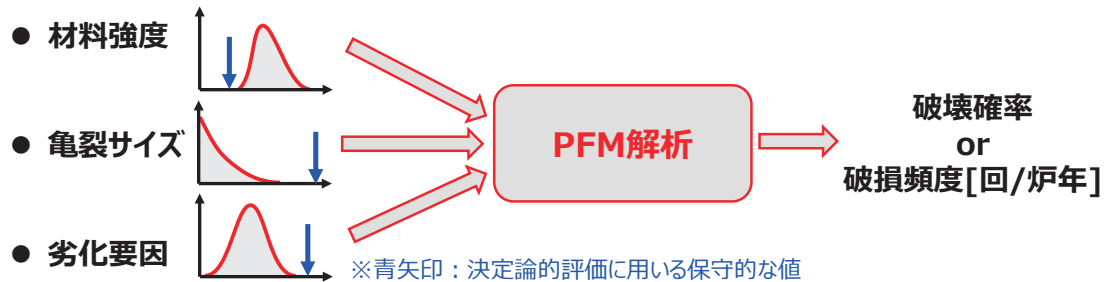 ● 材料強度
● 亀裂サイズ
● 劣化要因
PFM解析
破壊確率
or
破損頻度[回/炉年]
※青矢印：決定論的評価に用いる保守的な値